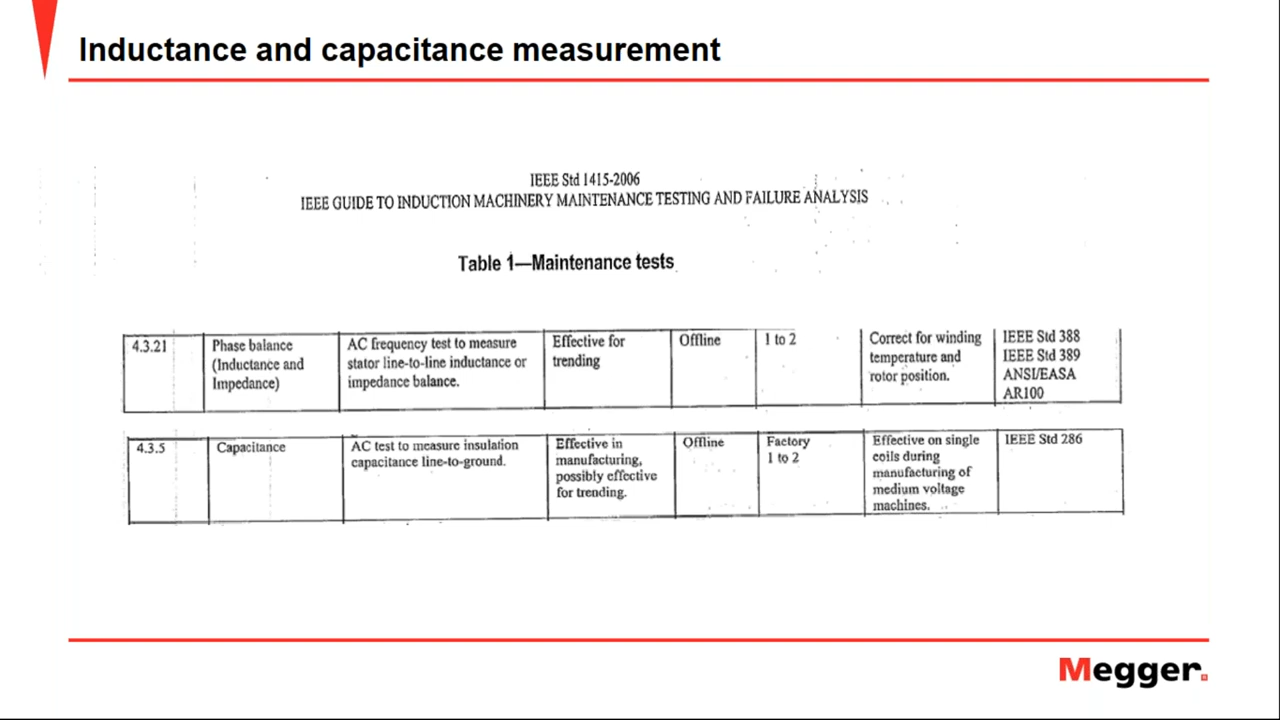 Inductance and capacitance measurement
IEEE Std 1415-2006
IEEE GUIDE TO INDUCTION MACHINERY MAINTENANCE TESTING AND FAILURE ANALYSIS
Table 1—Maintenance tests
4.3.21
Phase balance
(Inductance and
Impedance)
AC frequency test to measure
stator line-to-line inductance or
impedance balance.
Effective for
trending
Offline
1 to 2
Correct for winding
temperature and
rotor position.
IEEE Std 388
IEEE Std 389
ANSI/EASA
AR100
4.3.5
Capacitance
AC test to measure insulation
capacitance line-to-ground.
Effective in
manufacturing,
possibly effective
for trending.
Offline
Factory
1 to 2
Effective on single
coils during
manufacturing of
medium voltage
machines.
IEEE Std 286
Megger.